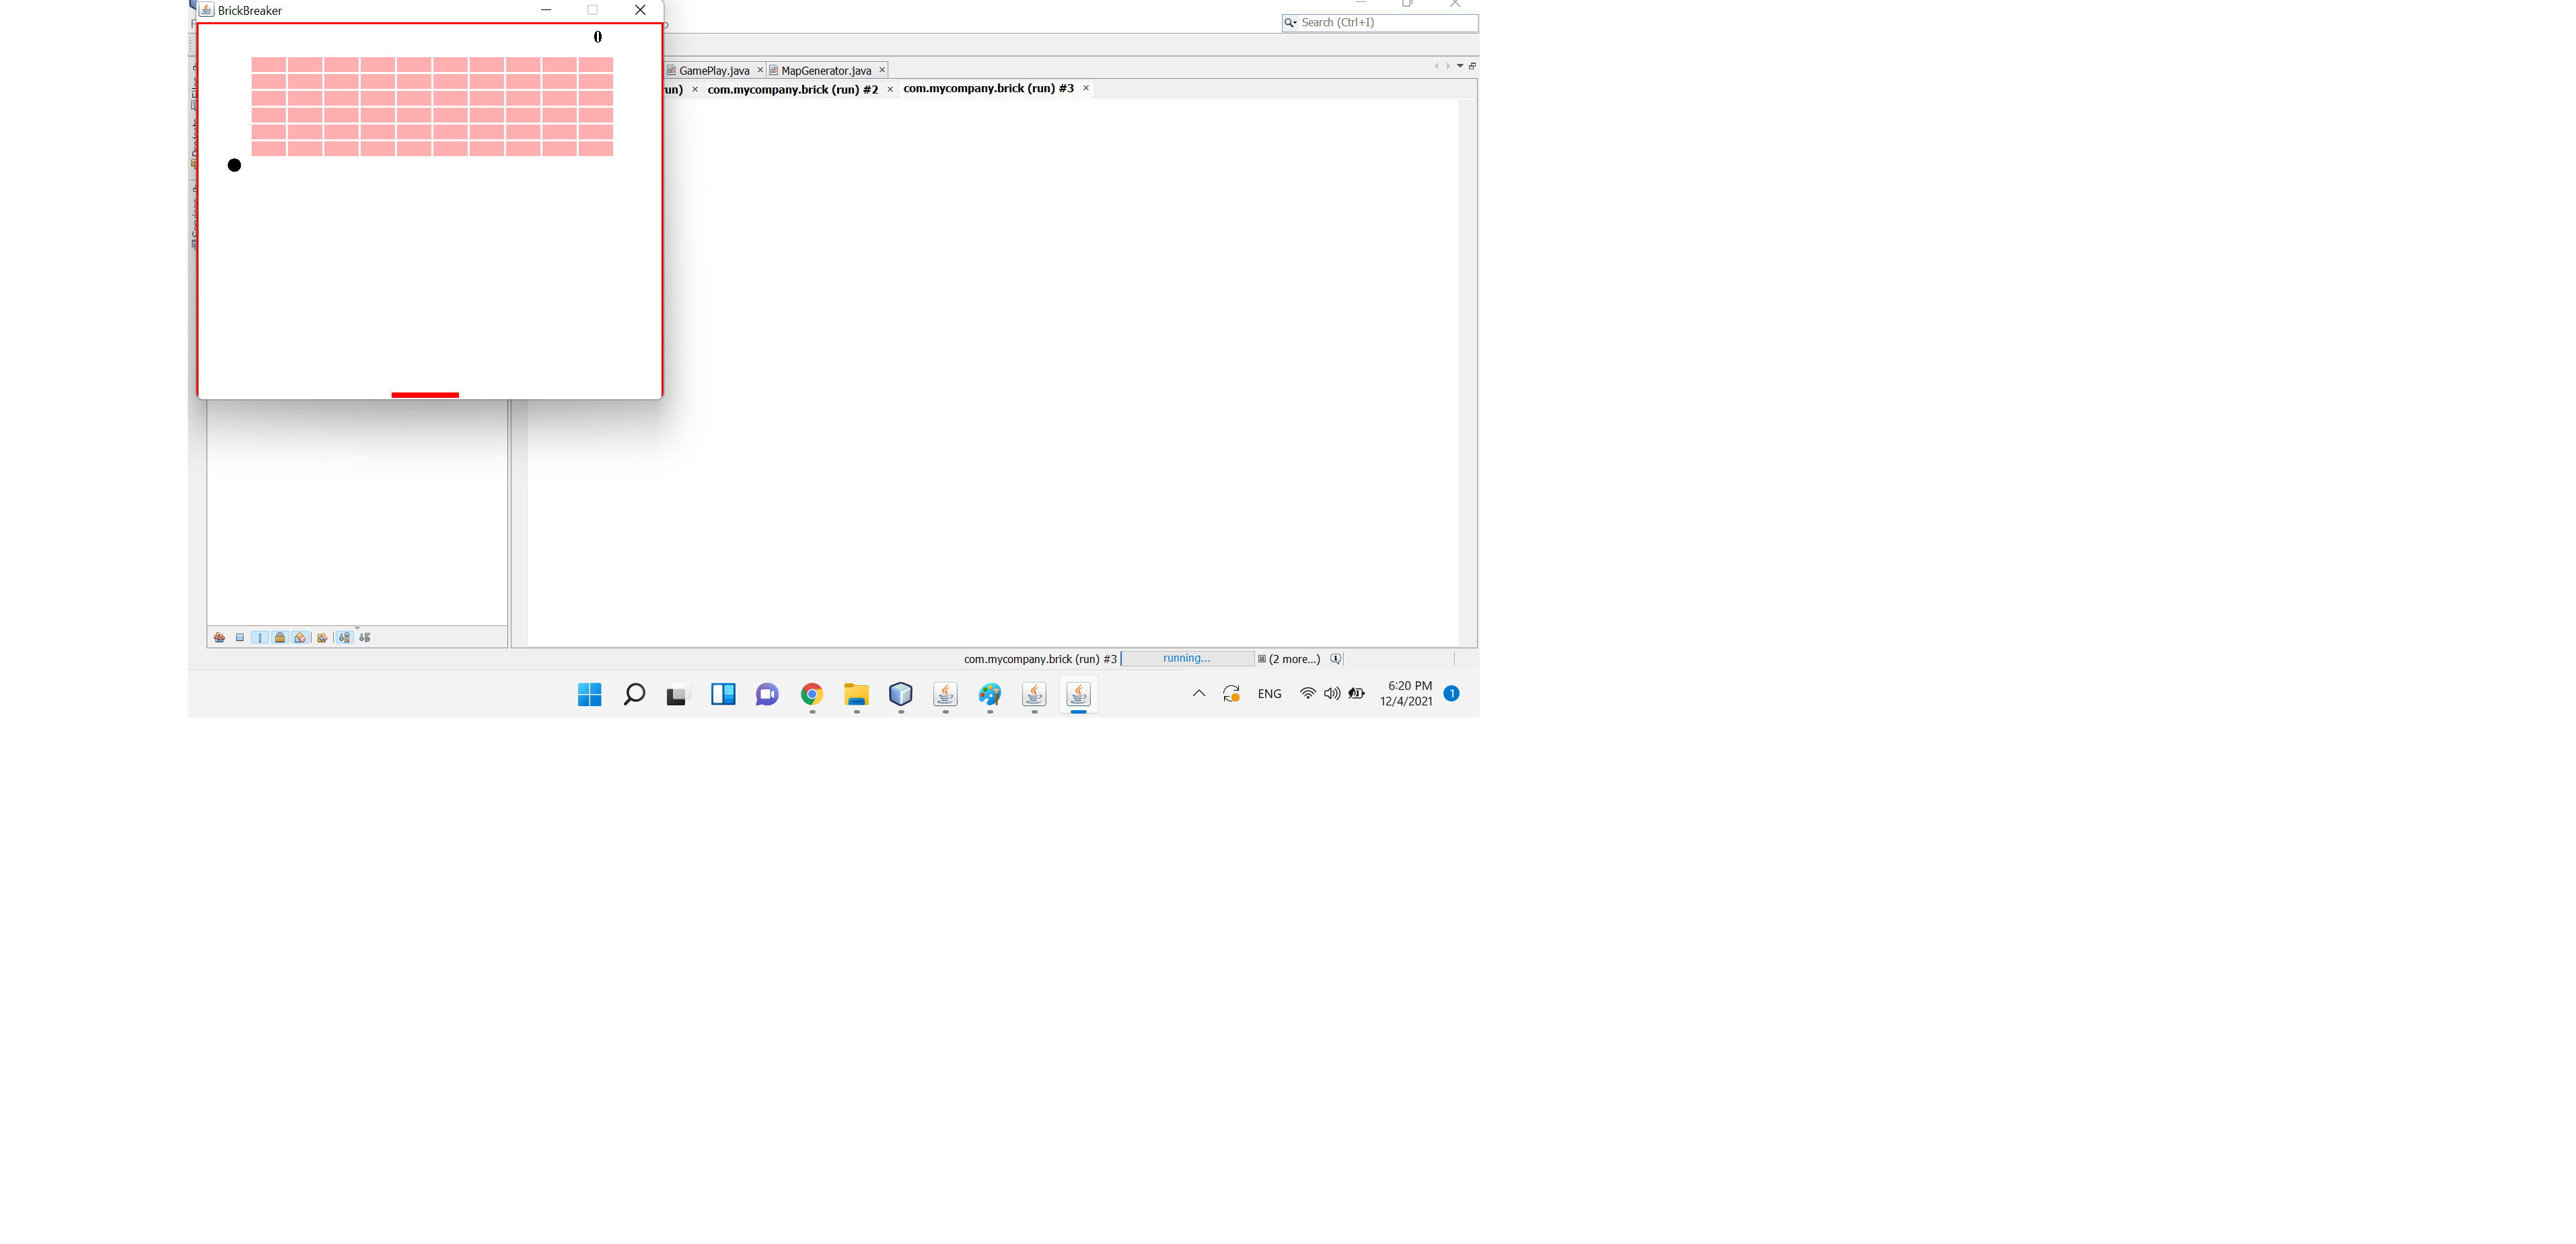 BrickBreaker
Search (Ctrl+I)
0
GamePlay.java
MapGenerator.java
com.mycompany.brick (run) #2
com.mycompany.brick (run) #3
com.mycompany.brick (run) #3
running...
(2 more...)
ENG
6:20 PM
12/4/2021
1